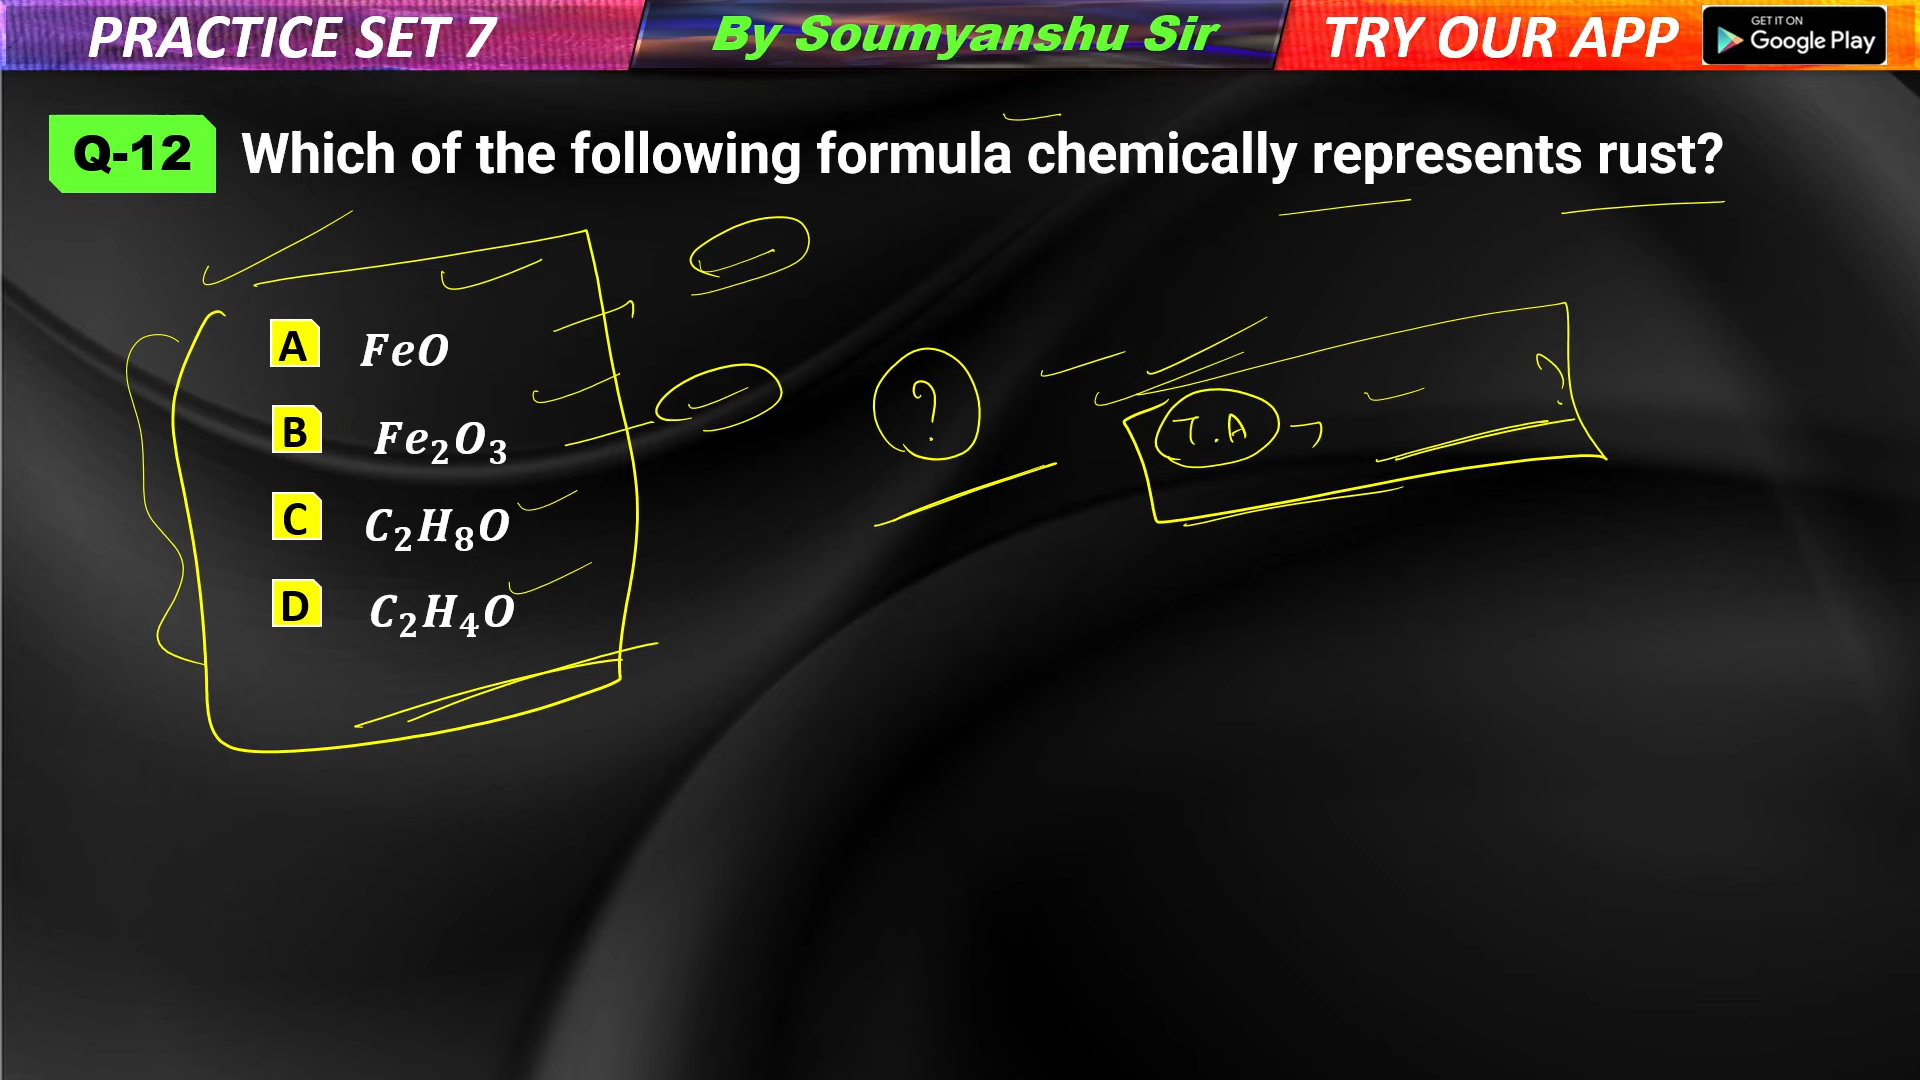 PRACTICE SET 7
By Soumyanshu Sir
TRY OUR APP
GET IT ON
Google Play
Q-12 Which of the following formula chemically represents rust?
A FeO
B Fe₂O₃
C C₂H₈O
D C₂H₄O
?
T.A ?